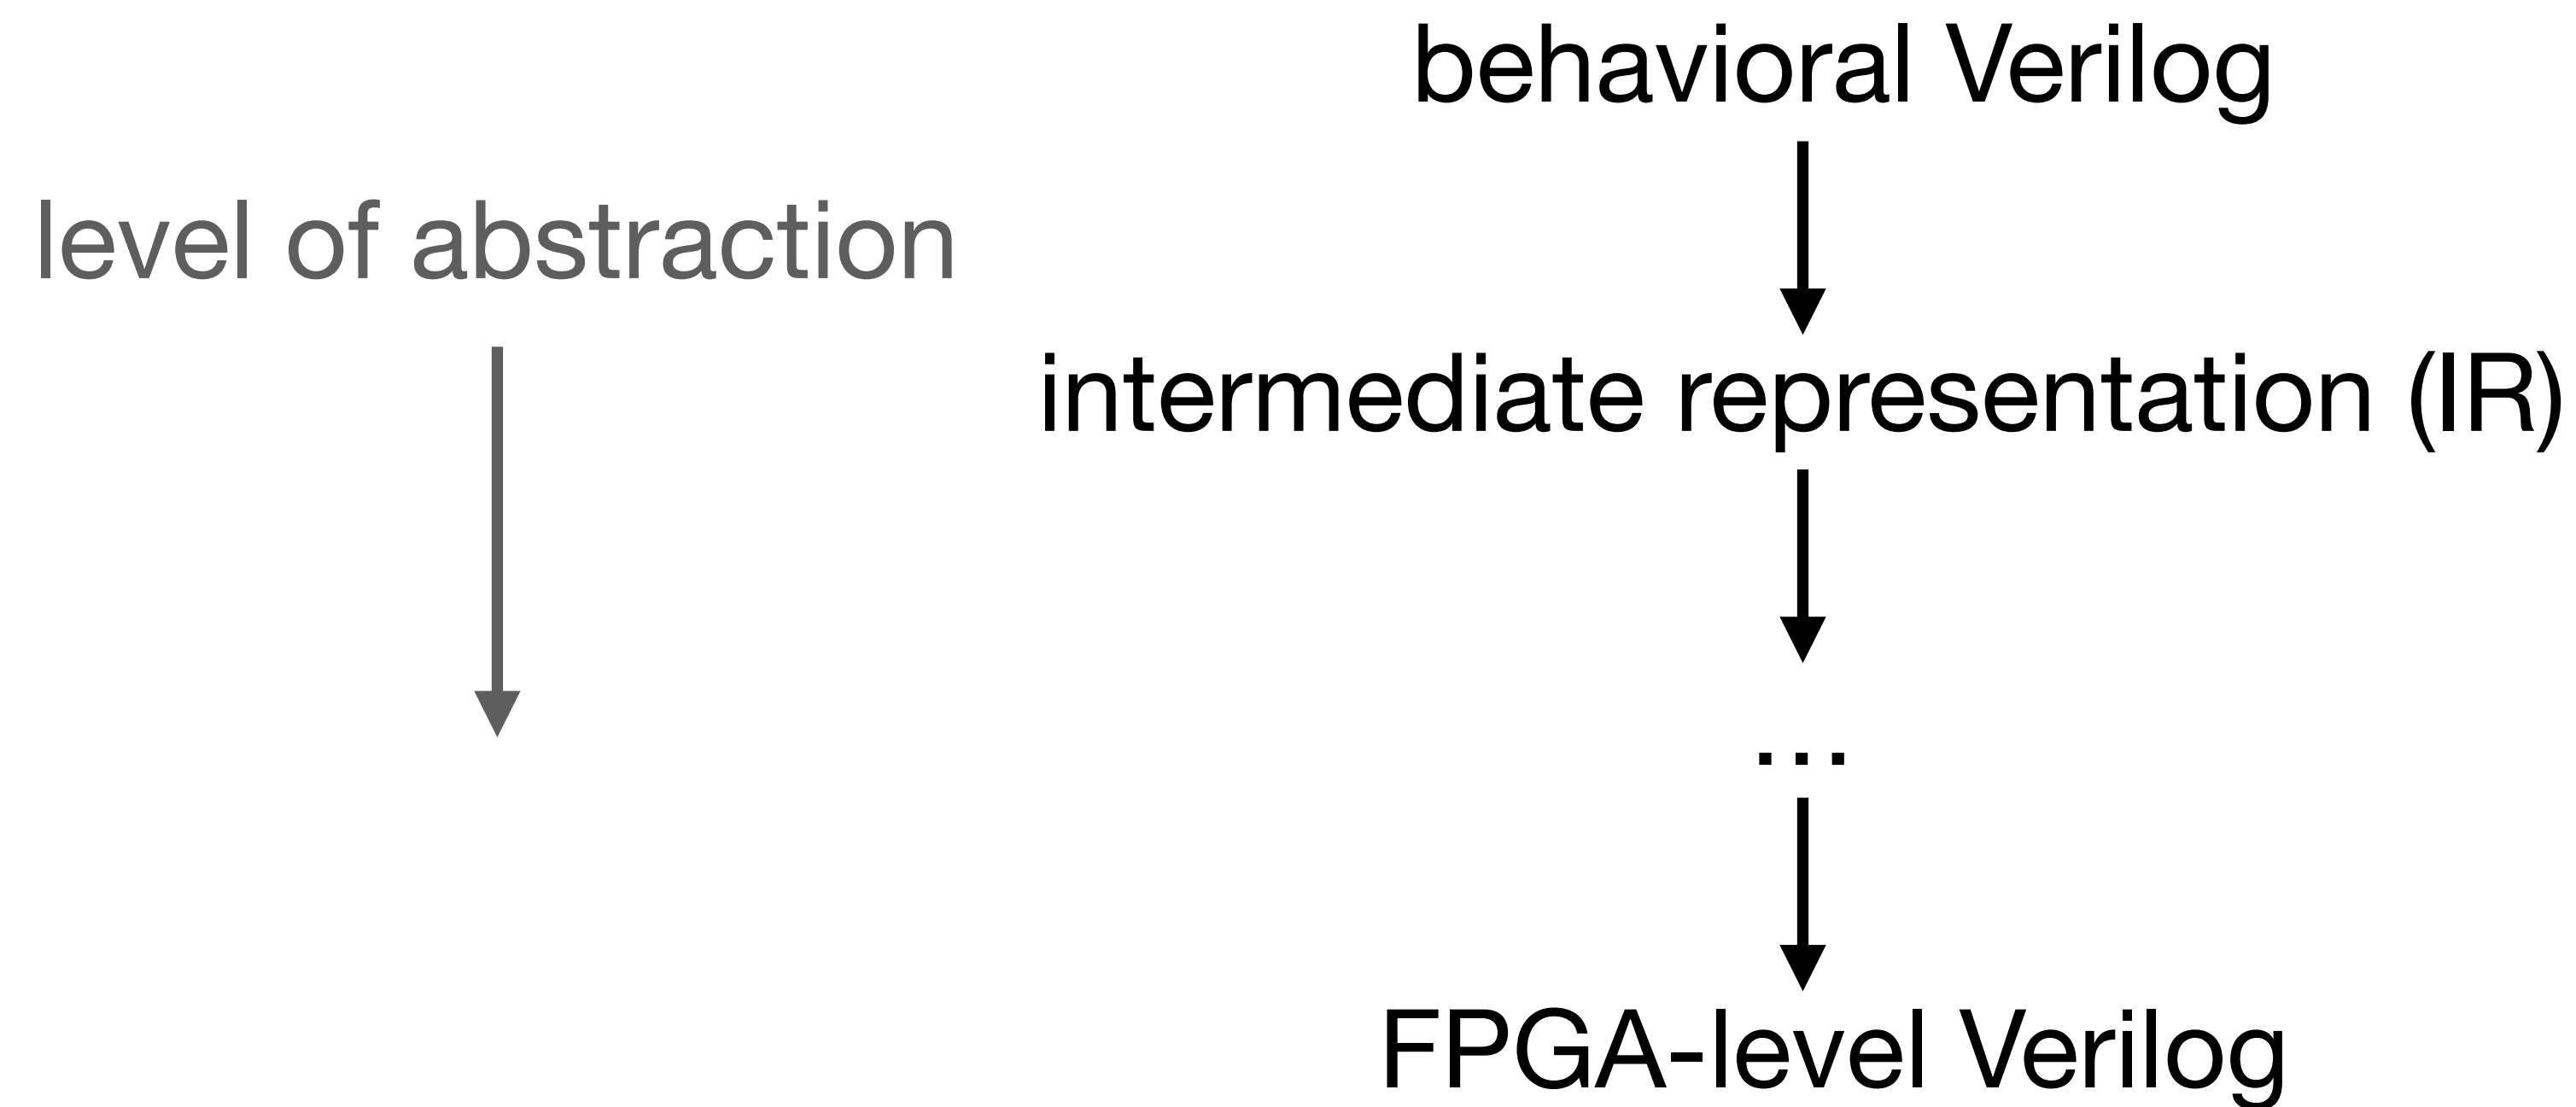 behavioral Verilog
level of abstraction
intermediate representation (IR)
...
FPGA-level Verilog